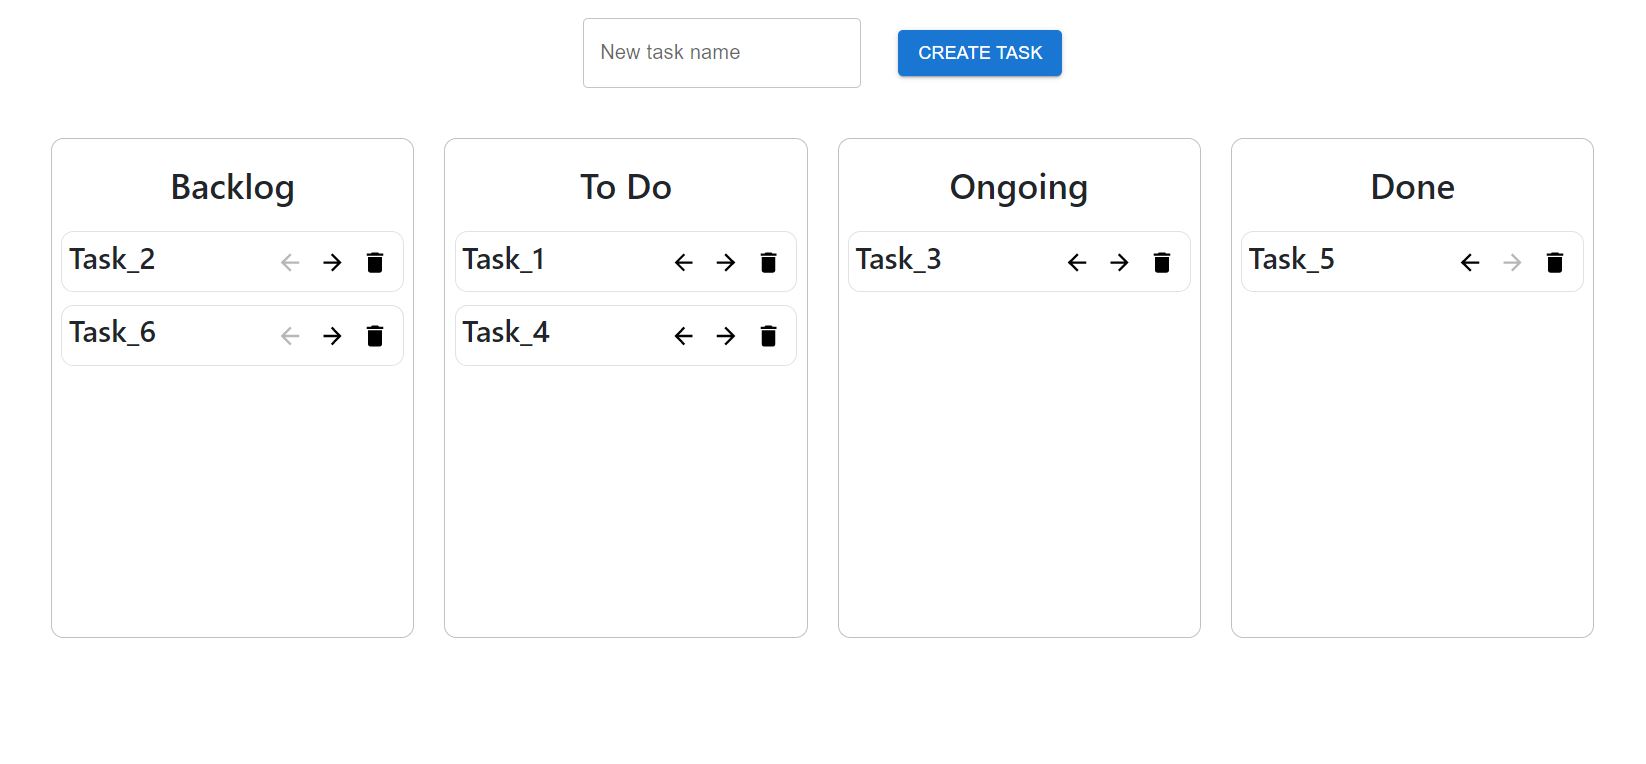 New task name
CREATE TASK
Backlog
Task_2
Task_6
To Do
Task_1
Task_4
Ongoing
Task_3
Done
Task_5